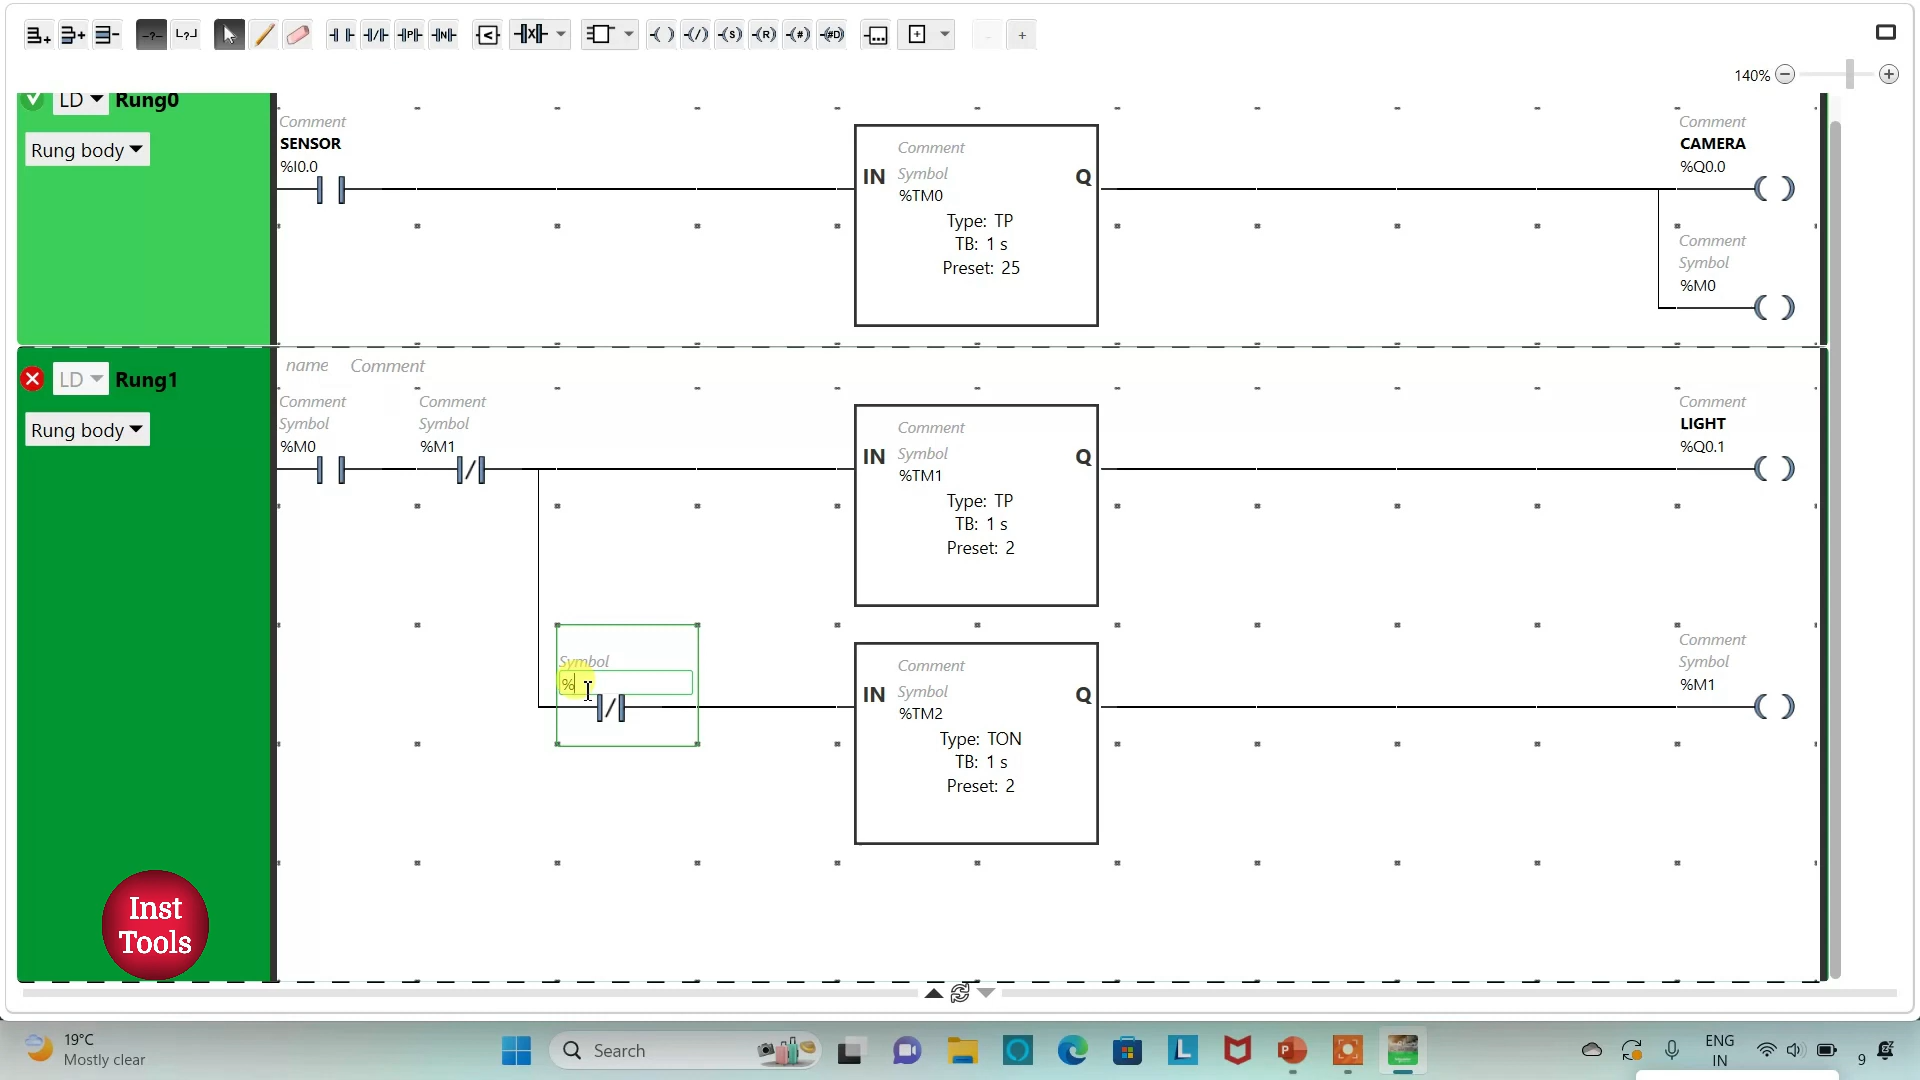 140%
LD Rung0
Rung body
Comment
SENSOR
%I0.0
Comment
Symbol
IN Q
%TM0
Type: TP
TB: 1 s
Preset: 25
Comment
CAMERA
%Q0.0
Comment
Symbol
%M0
LD Rung1
Rung body
name Comment
Comment
Symbol
%M0
Comment
Symbol
%M1
Comment
Symbol
IN Q
%TM1
Type: TP
TB: 1 s
Preset: 2
Comment
LIGHT
%Q0.1
Symbol
%
Comment
Symbol
IN Q
%TM2
Type: TON
TB: 1 s
Preset: 2
Comment
Symbol
%M1
Inst
Tools
19°C
Mostly clear
Search
ENG
IN
9